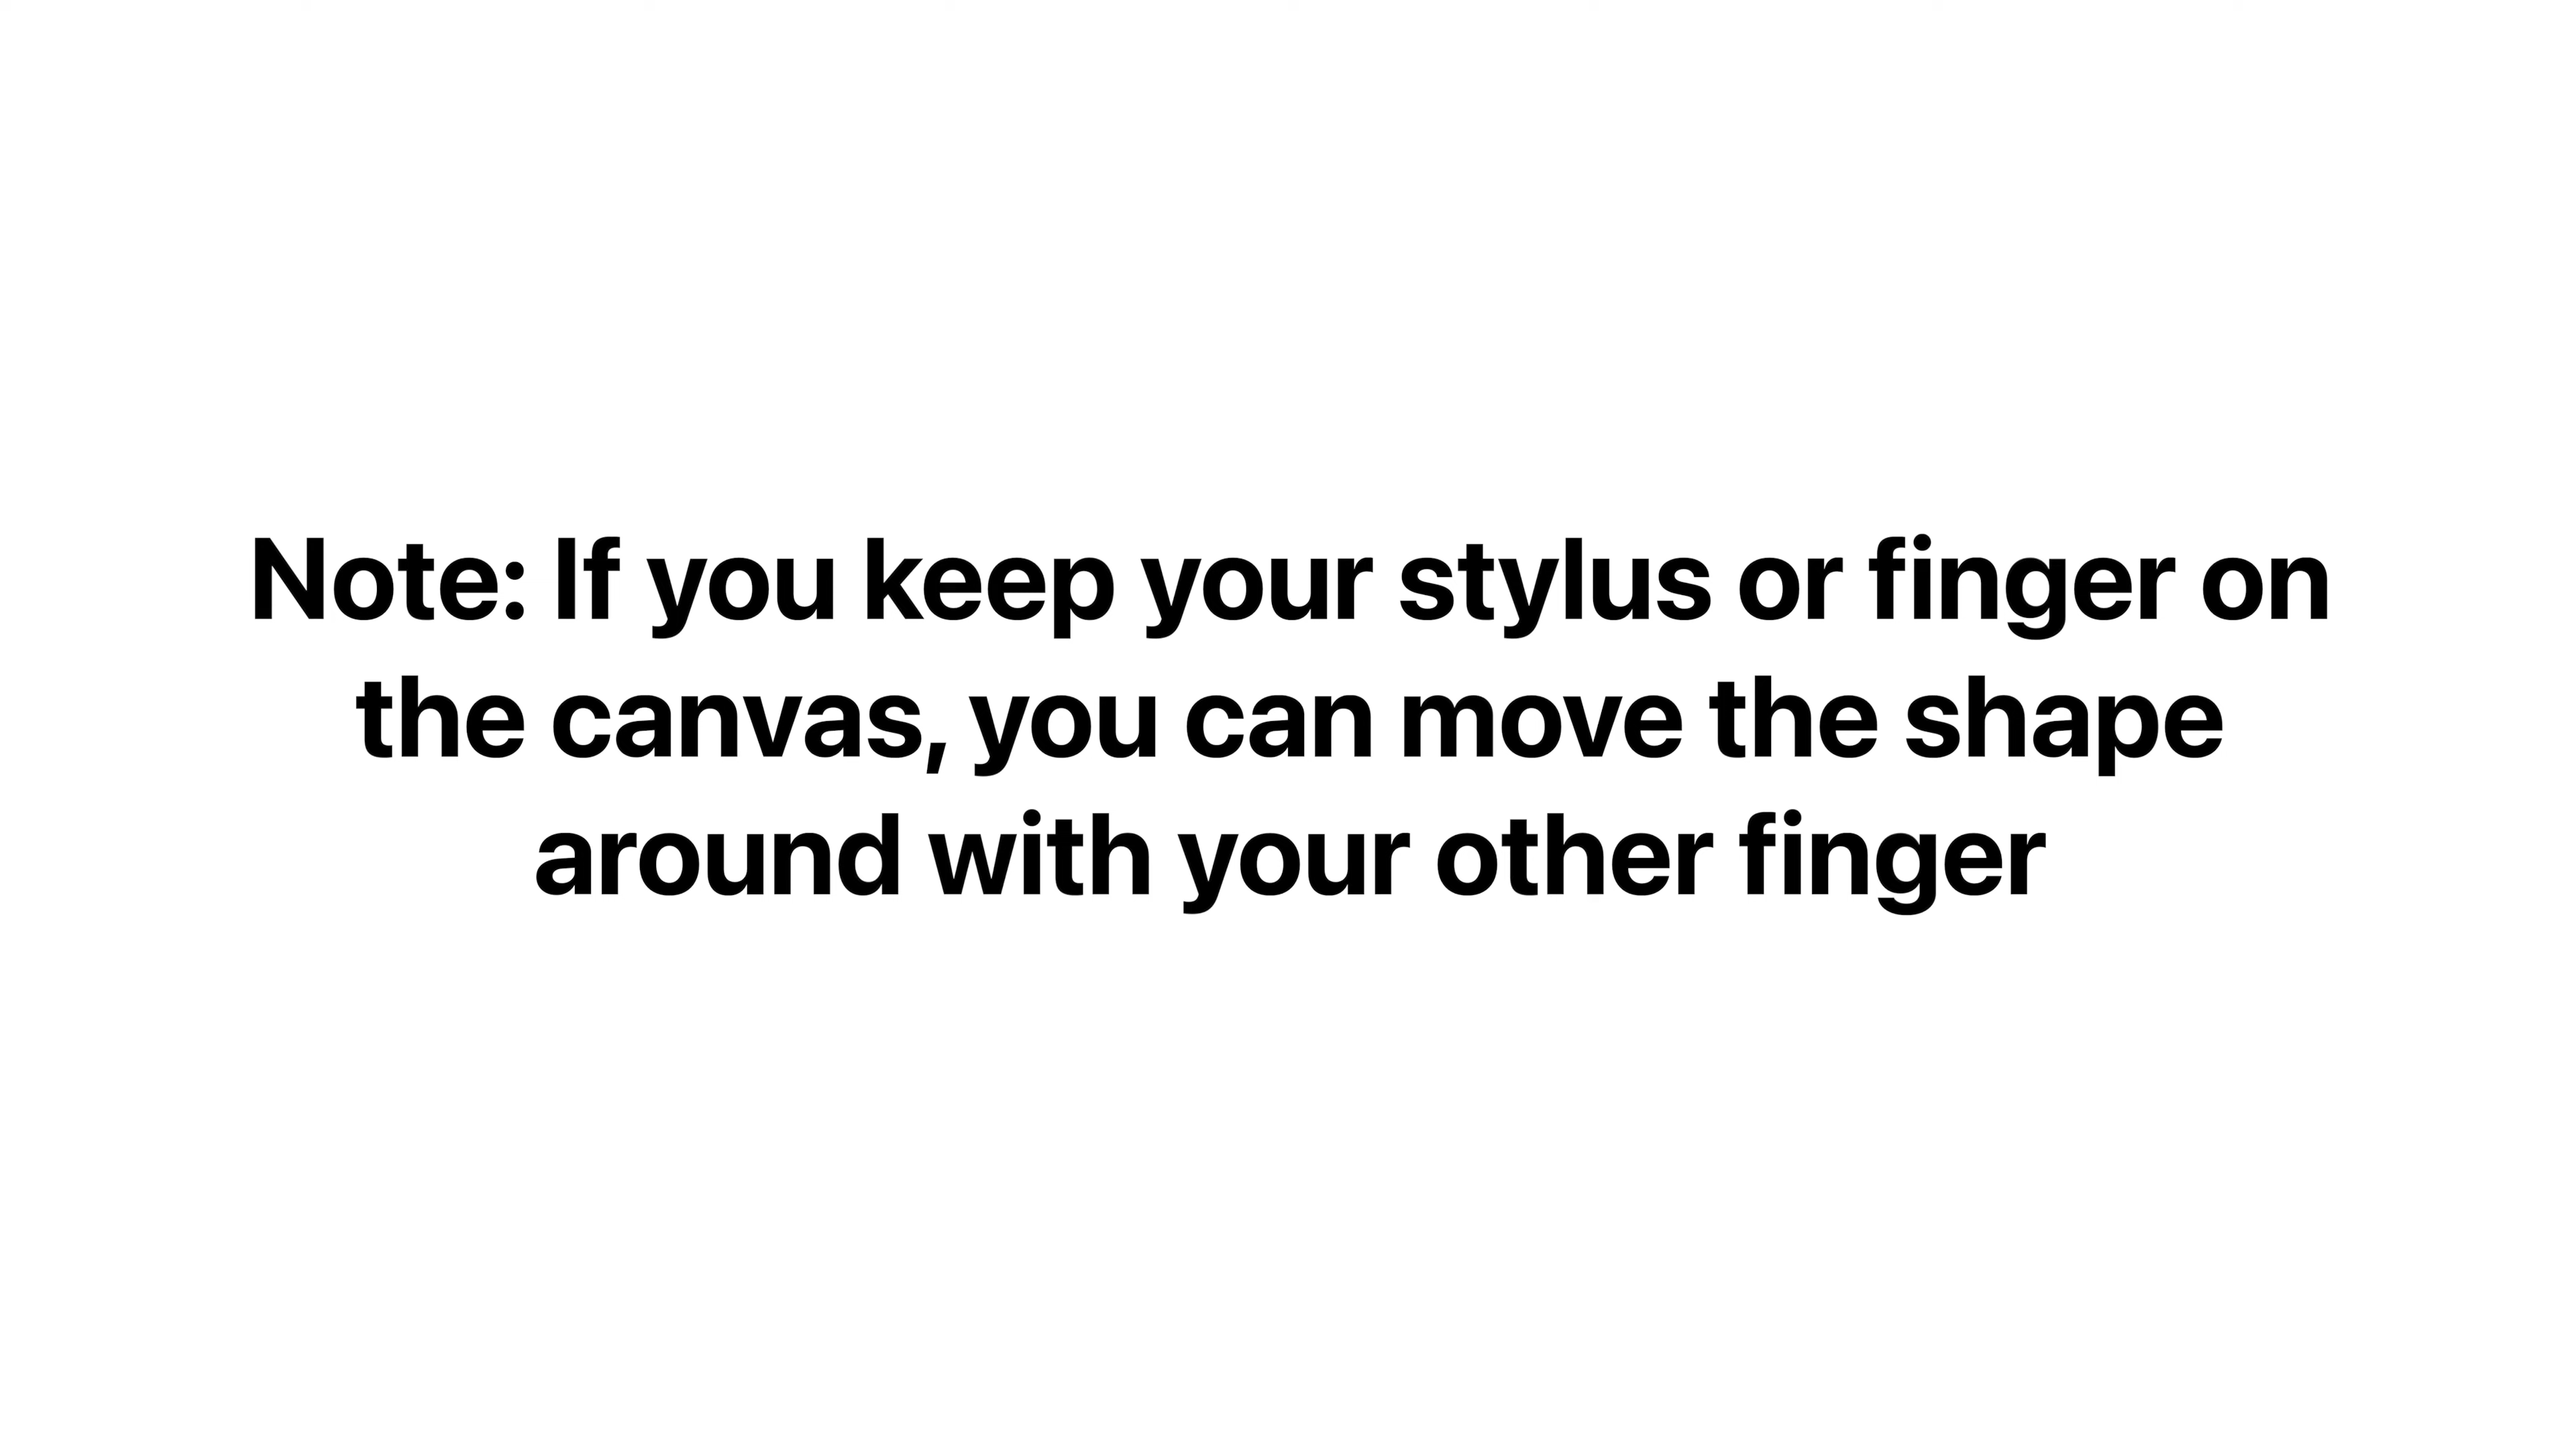 Note: If you keep your stylus or finger on
the canvas, you can move the shape
around with your other finger